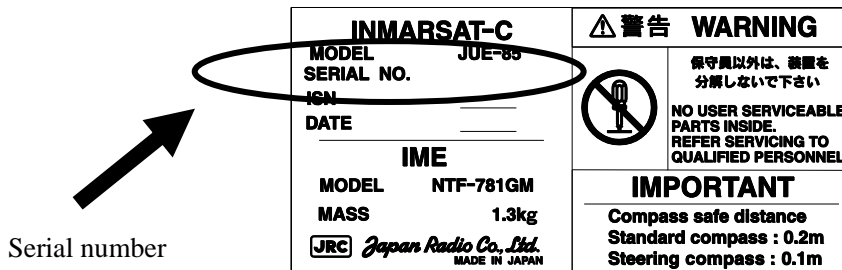 Serial number
INMARSAT-C
MODEL JUE-85
SERIAL NO.
ISN
DATE
IME
MODEL NTF-781GM
MASS 1.3kg
JRC Japan Radio Co., Ltd.
MADE IN JAPAN
警告 WARNING
保守員以外は、装置を
分解しないで下さい
NO USER SERVICEABLE
PARTS INSIDE.
REFER SERVICING TO
QUALIFIED PERSONNEL
IMPORTANT
Compass safe distance
Standard compass : 0.2m
Steering compass : 0.1m